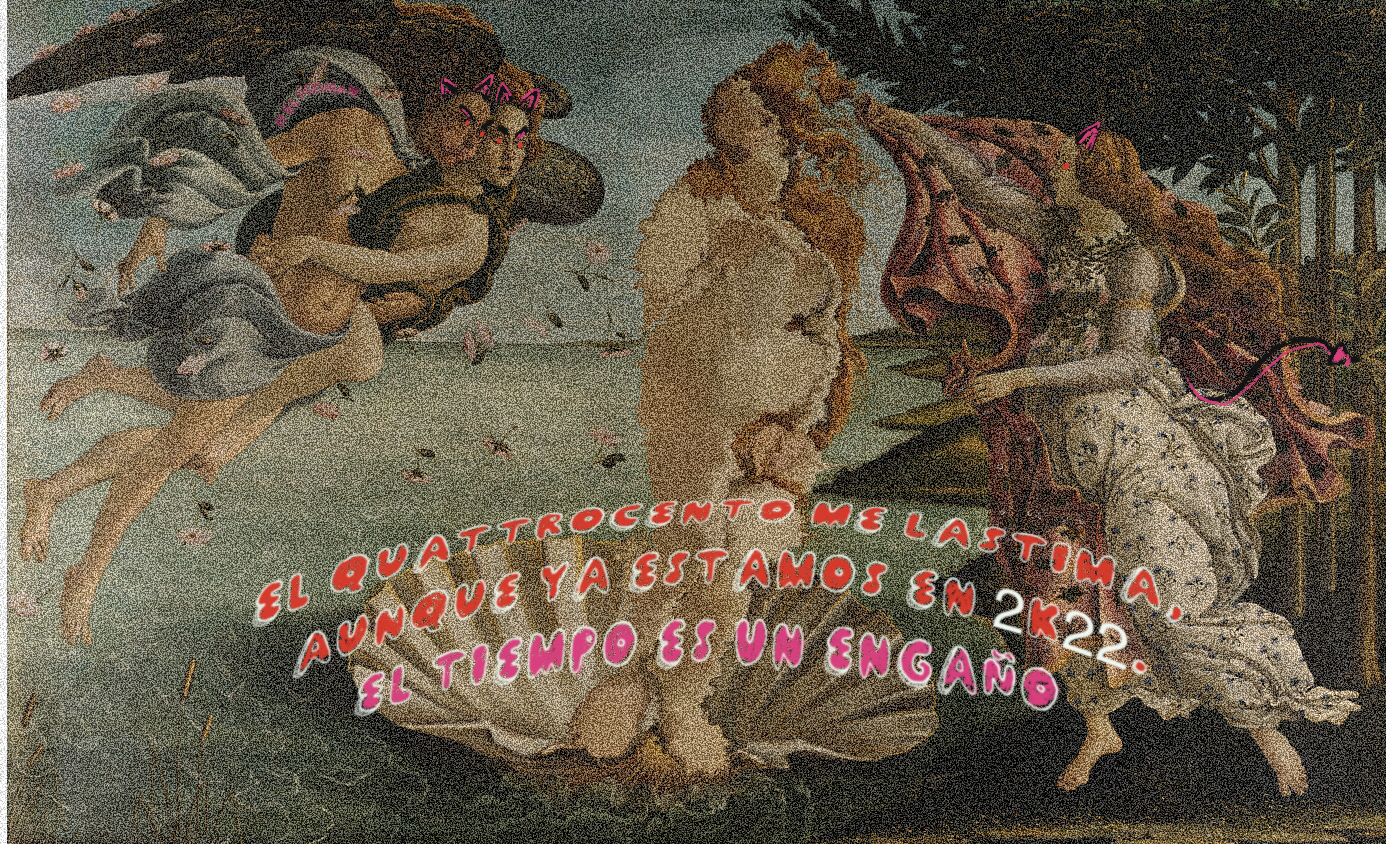 EL QUATTROCENTO ME LASTIMA,
AUNQUE YA ESTAMOS EN 2K22.
EL TIEMPO ES UN ENGAÑO